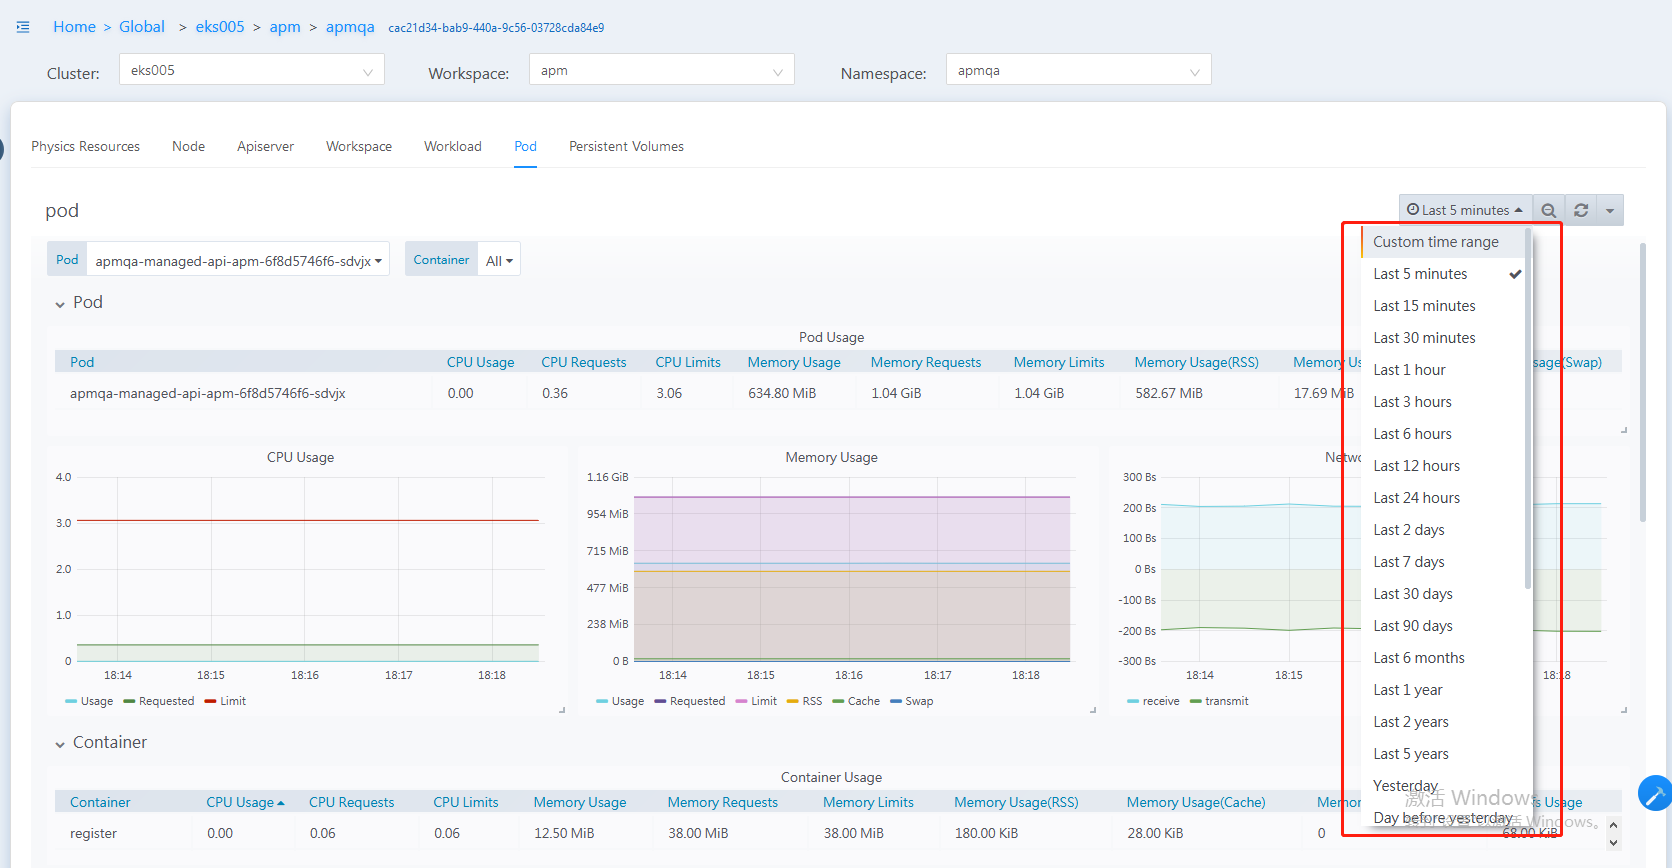 Home > Global > eks005 > apm > apmqa cac21d34-bab9-440a-9c56-03728cda84e9
Cluster: eks005 Workspace: apm Namespace: apmqa
Physics Resources Node Apiserver Workspace Workload Pod Persistent Volumes
pod Last 5 minutes
Pod apmqa-managed-api-apm-6f8d5746f6-sdvjx Container All
Pod
Pod Usage
Pod CPU Usage CPU Requests CPU Limits Memory Usage Memory Requests Memory Limits Memory Usage(RSS) Memory Us sage(Swap)
apmqa-managed-api-apm-6f8d5746f6-sdvjx 0.00 0.36 3.06 634.80 MiB 1.04 GiB 1.04 GiB 582.67 MiB 17.69 MiB
CPU Usage
4.0
3.0
2.0
1.0
0
18:14 18:15 18:16 18:17 18:18
Usage Requested Limit
Memory Usage
1.16 GiB
954 MiB
715 MiB
477 MiB
238 MiB
0 B
18:14 18:15 18:16 18:17 18:18
Usage Requested Limit RSS Cache Swap
Netwo
300 Bs
200 Bs
100 Bs
0 Bs
-100 Bs
-200 Bs
-300 Bs
18:14 18:15 18:18
receive transmit
Custom time range
Last 5 minutes
Last 15 minutes
Last 30 minutes
Last 1 hour
Last 3 hours
Last 6 hours
Last 12 hours
Last 24 hours
Last 2 days
Last 7 days
Last 30 days
Last 90 days
Last 6 months
Last 1 year
Last 2 years
Last 5 years
Yesterday
Day before yesterday
Container
Container Usage
Container CPU Usage CPU Requests CPU Limits Memory Usage Memory Requests Memory Limits Memory Usage(RSS) Memory Usage(Cache) Memor s Usage
register 0.00 0.06 0.06 12.50 MiB 38.00 MiB 38.00 MiB 180.00 KiB 28.00 KiB 0 68.00 KiB
激活 Windows
Windows。